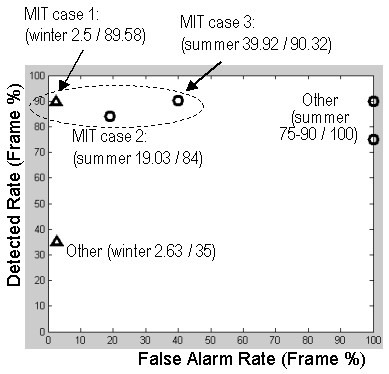 MIT case 1:
(winter 2.5 / 89.58)
MIT case 3:
(summer 39.92 / 90.32)
100
90
80
70
60
50
40
30
20
10
0
MIT case 2:
(summer 19.03 / 84)
Other
(summer
75-90 / 100)
Other (winter 2.63 / 35)
0 10 20 30 40 50 60 70 80 90 100
Detected Rate (Frame %)
False Alarm Rate (Frame %)